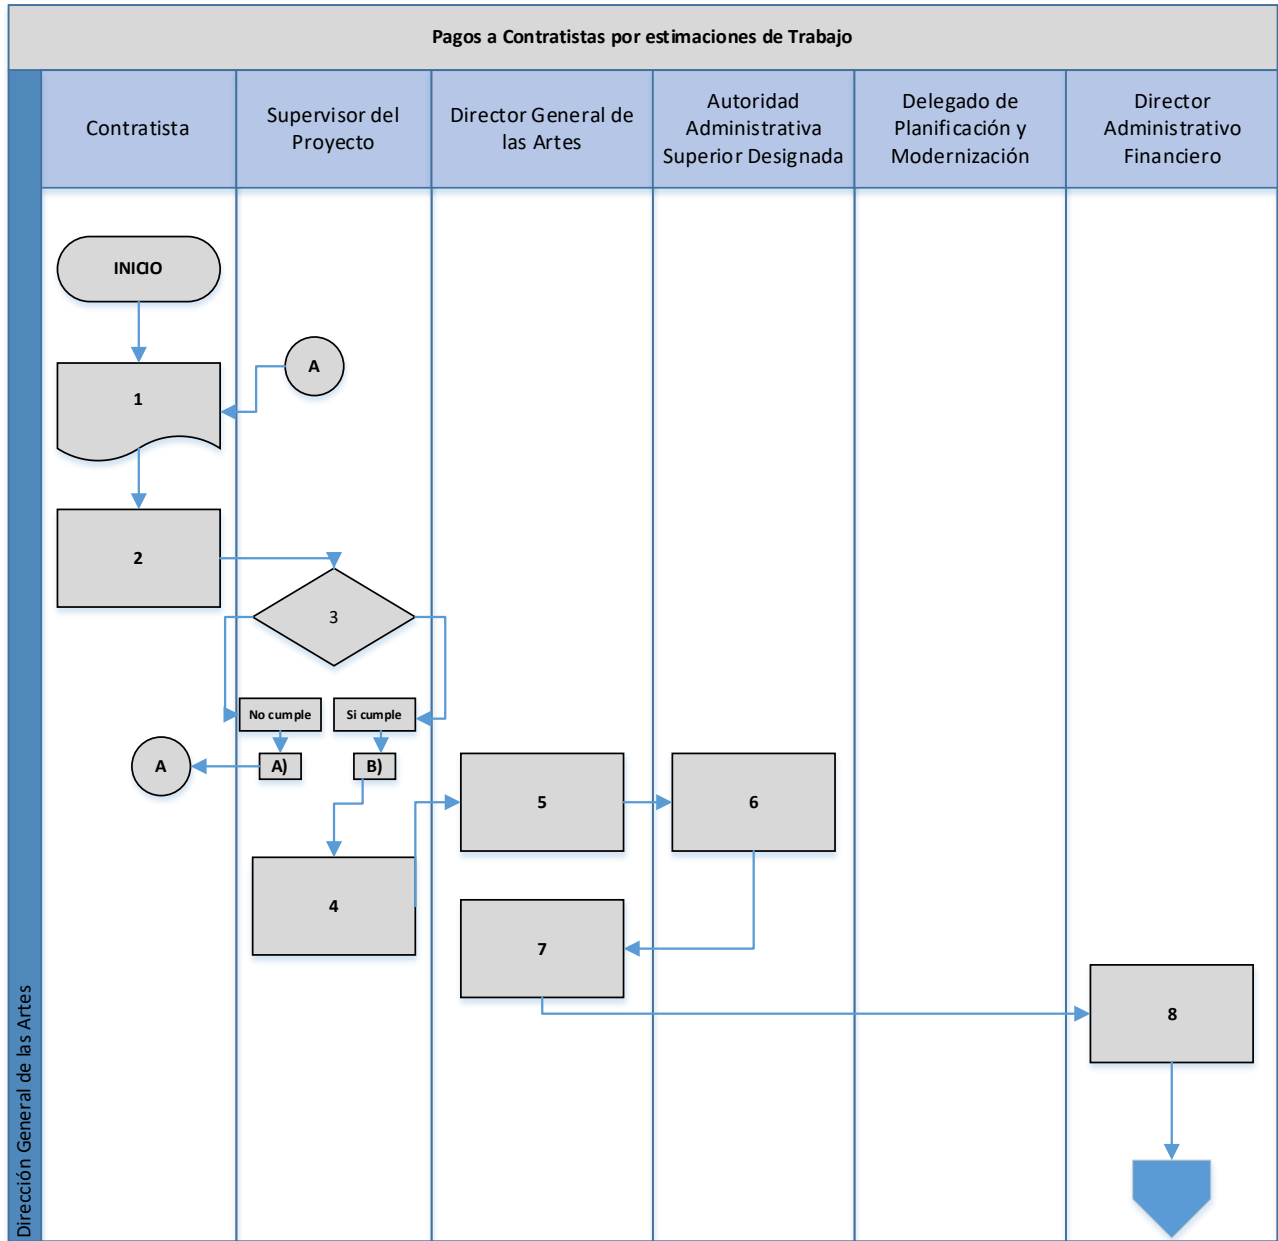 Pagos a Contratistas por estimaciones de Trabajo
Contratista
Supervisor del
Proyecto
Director General de
las Artes
Autoridad
Administrativa
Superior Designada
Delegado de
Planificación y
Modernización
Director
Administrativo
Financiero
Dirección General de las Artes
INICIO
A
1
2
3
No cumple
Si cumple
A
A)
B)
5
6
4
7
8